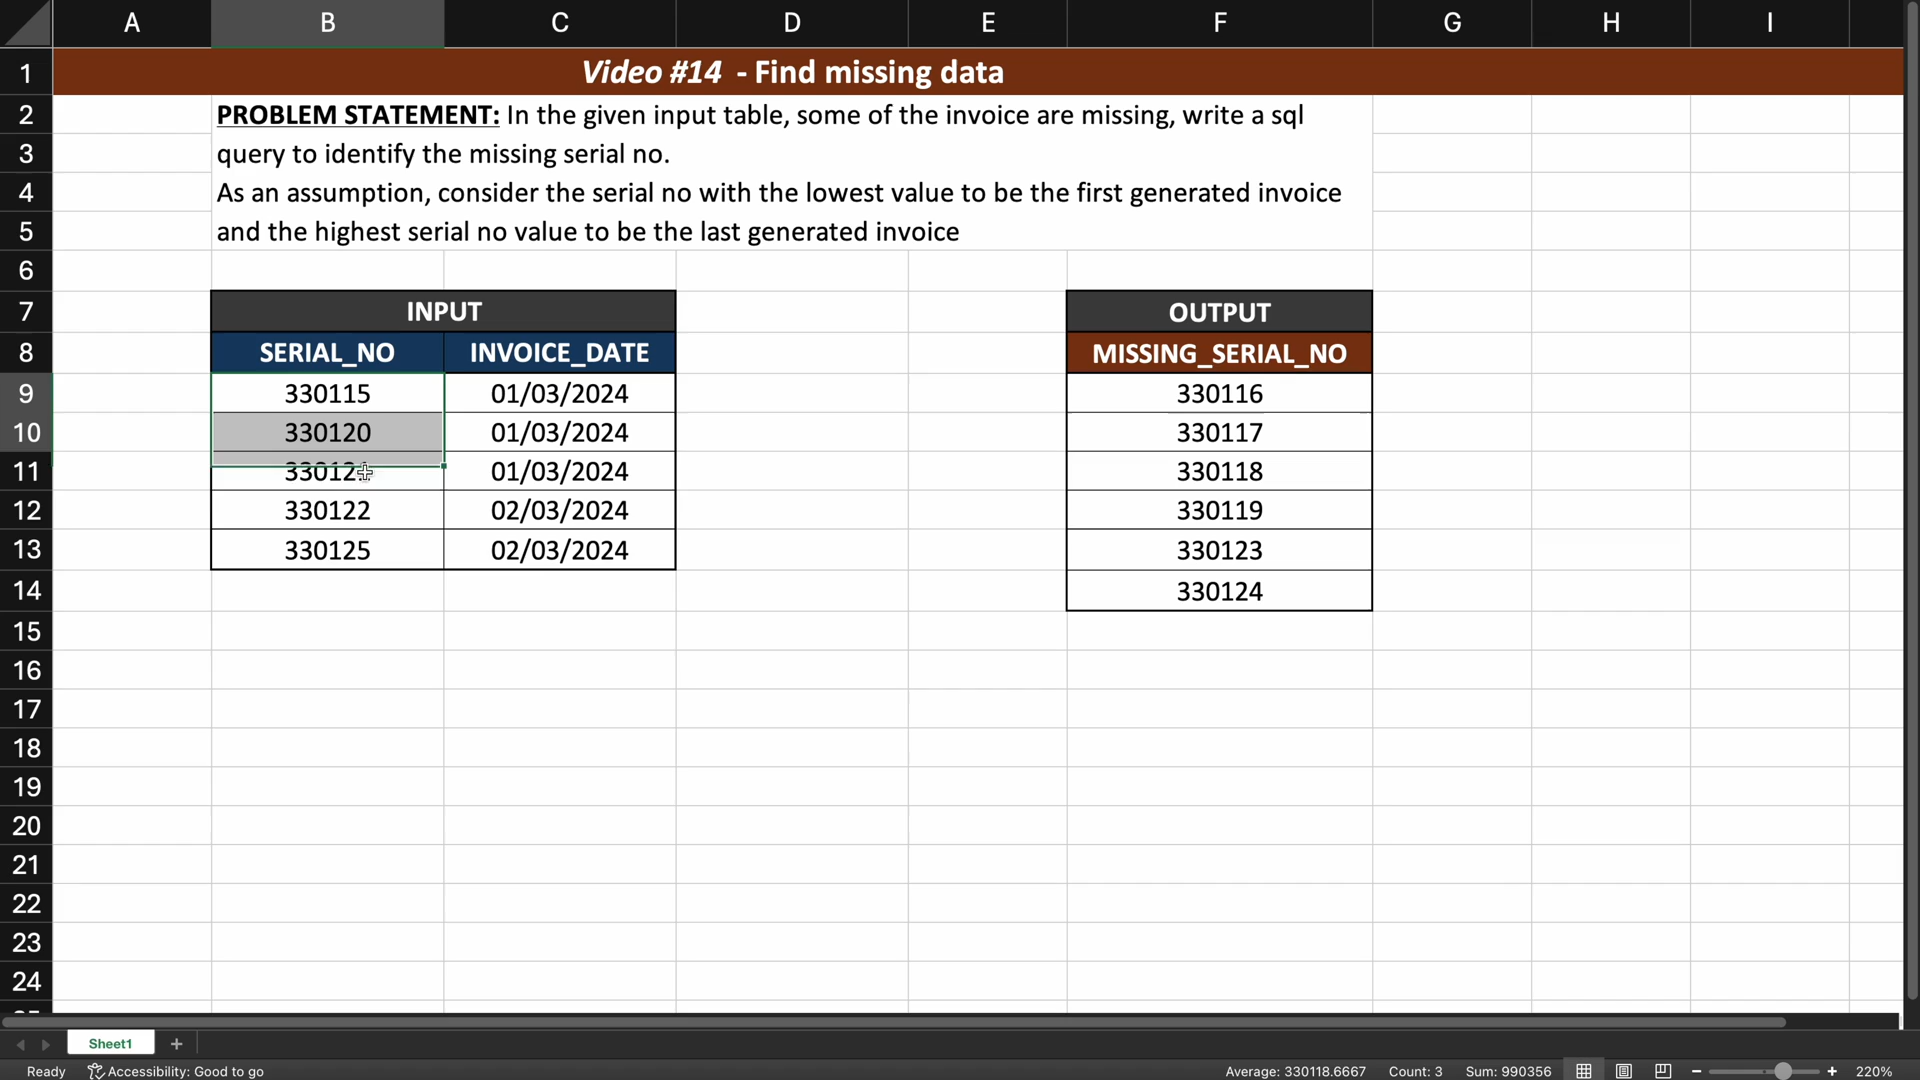 A B C D E F G H I
1 Video #14 - Find missing data
2 PROBLEM STATEMENT: In the given input table, some of the invoice are missing, write a sql
3 query to identify the missing serial no.
4 As an assumption, consider the serial no with the lowest value to be the first generated invoice
5 and the highest serial no value to be the last generated invoice
6
7 INPUT OUTPUT
8 SERIAL_NO INVOICE_DATE MISSING_SERIAL_NO
9 330115 01/03/2024 330116
10 330120 01/03/2024 330117
11 330121 01/03/2024 330118
12 330122 02/03/2024 330119
13 330125 02/03/2024 330123
14 330124
15
16
17
18
19
20
21
22
23
24
Sheet1 +
Ready Accessibility: Good to go Average: 330118.6667 Count: 3 Sum: 990356 220%